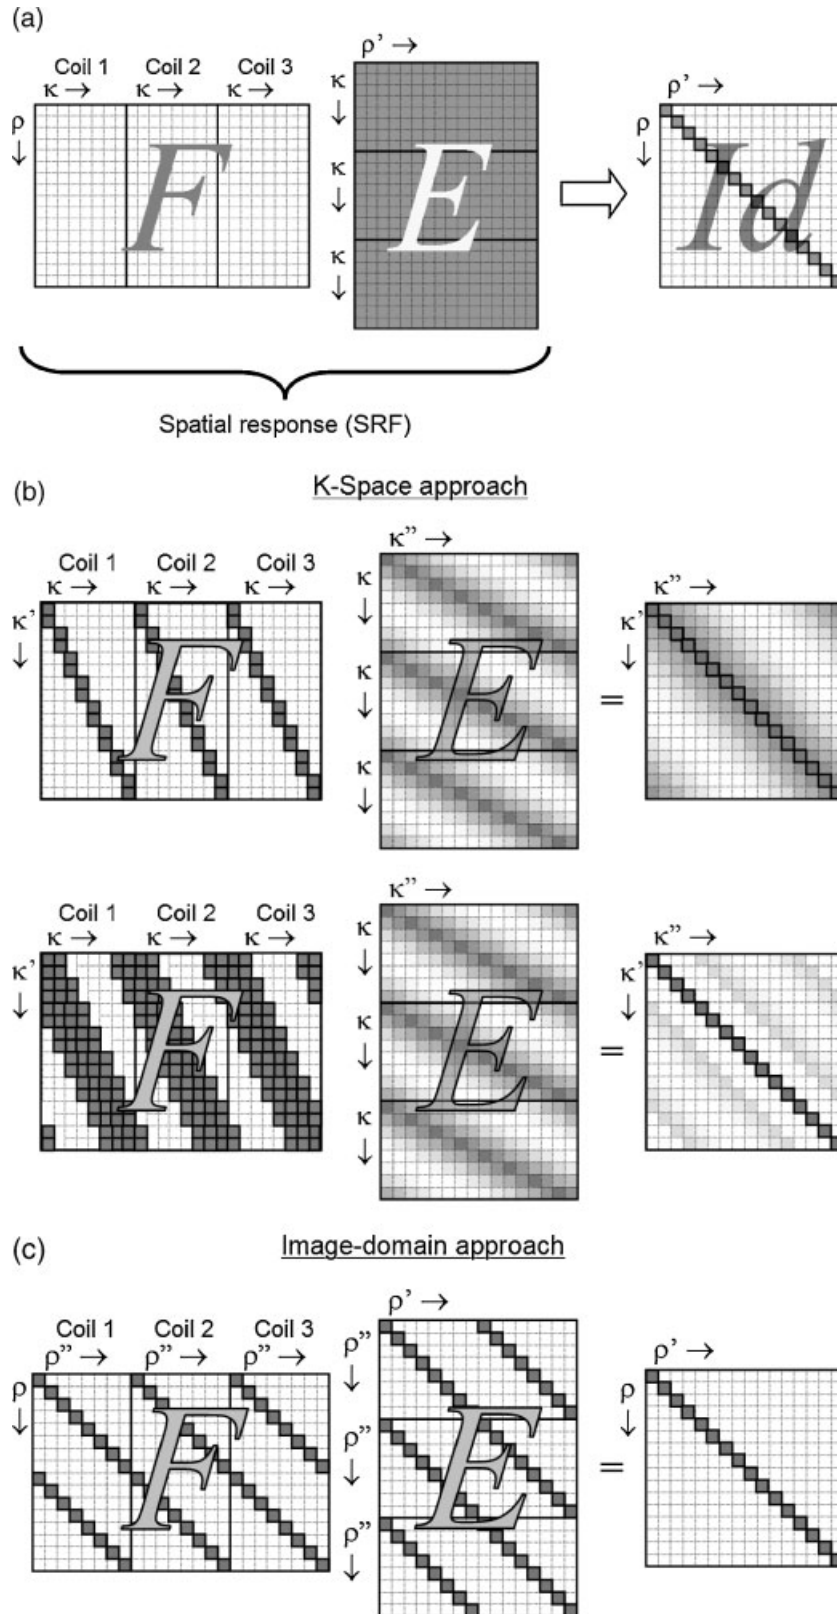 (a)
ρ' →
Coil 1 Coil 2 Coil 3
κ → κ → κ →
κ
↓
ρ' →
ρ
↓
ρ
↓
F
κ
↓
E
Id
κ
↓
Spatial response (SRF)
(b)
K-Space approach
κ” →
Coil 1 Coil 2 Coil 3
κ → κ → κ →
κ
↓
κ” →
κ'
↓
κ'
↓
F
κ
↓
E
=
κ
↓
κ” →
Coil 1 Coil 2 Coil 3
κ → κ → κ →
κ
↓
κ” →
κ'
↓
κ'
↓
F
κ
↓
E
=
κ
↓
(c)
Image-domain approach
ρ' →
Coil 1 Coil 2 Coil 3
ρ” → ρ” → ρ” →
ρ”
↓
ρ' →
ρ
↓
ρ
↓
F
ρ”
↓
E
=
ρ”
↓